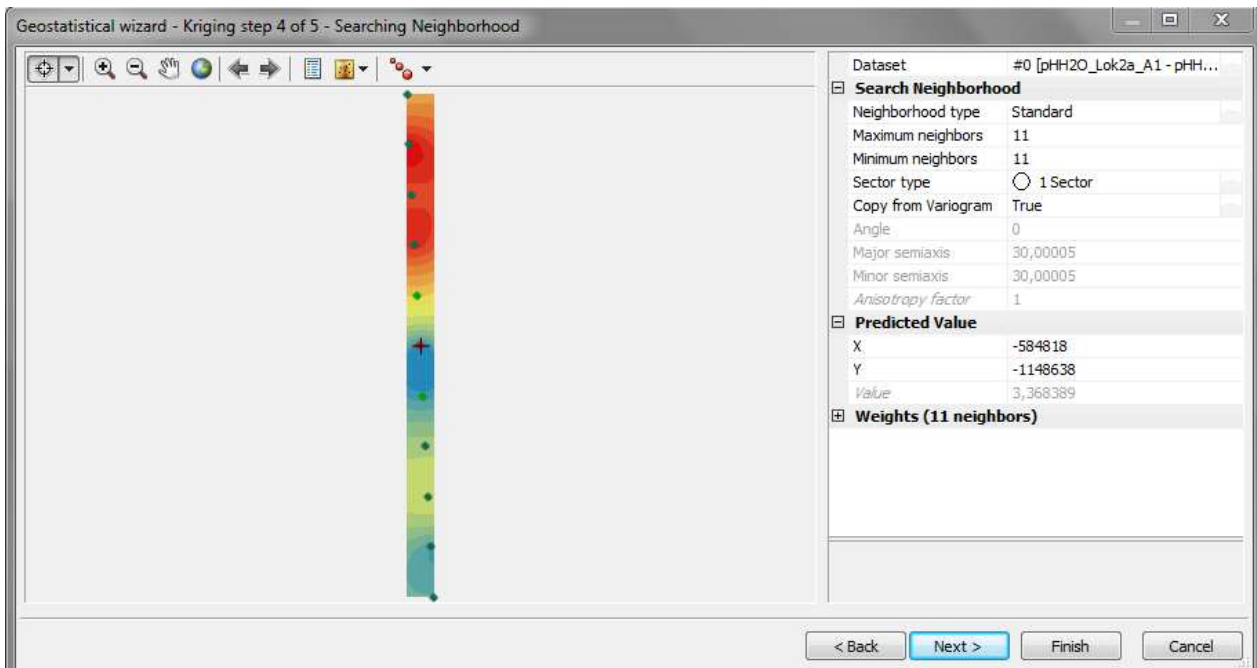 Geostatistical wizard - Kriging step 4 of 5 - Searching Neighborhood
Dataset #0 [pHH2O_Lok2a_A1 - pHH...
Search Neighborhood
Neighborhood type Standard
Maximum neighbors 11
Minimum neighbors 11
Sector type 1 Sector
Copy from Variogram True
Angle 0
Major semiaxis 30,00005
Minor semiaxis 30,00005
Anisotropy factor 1
Predicted Value
X -584818
Y -1148638
Value 3,368389
Weights (11 neighbors)
< Back Next > Finish Cancel